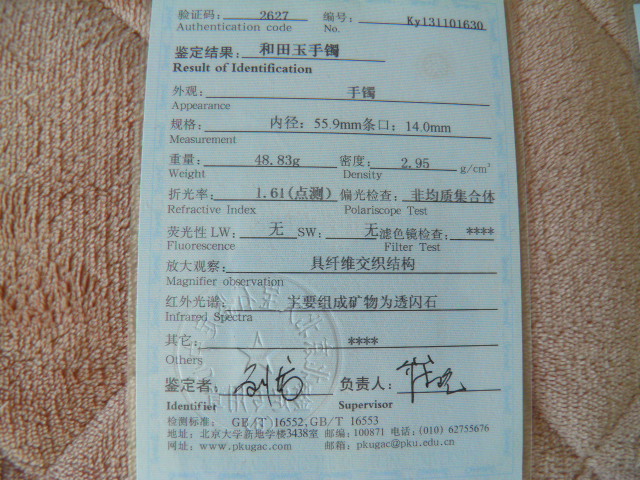 验证码： 2627 编号： Ky131101630
Authentication code No.
鉴定结果： 和田玉手镯
Result of Identification
外观： 手镯
Appearance
规格： 内径：55.9mm条口：14.0mm
Measurement
重量： 48.83g 密度： 2.95 g/cm³
Weight Density
折光率： 1.61(点测) 偏光检查： 非均质集合体
Refractive Index Polariscope Test
荧光性 LW： 无 SW： 无 滤色镜检查： ****
Fluorescence Filter Test
放大观察： 具纤维交织结构
Magnifier observation
红外光谱： 主要组成矿物为透闪石
Infrared Spectra
其它： ****
Others
鉴定者： 负责人：
Identifier Supervisor
检测标准： GB/T 16552,GB/T 16553
地址：北京大学新地学楼3438室 邮编：100871 电话：(010) 62755676
网址：www.pkugac.com 邮箱：pkugac@pku.edu.cn